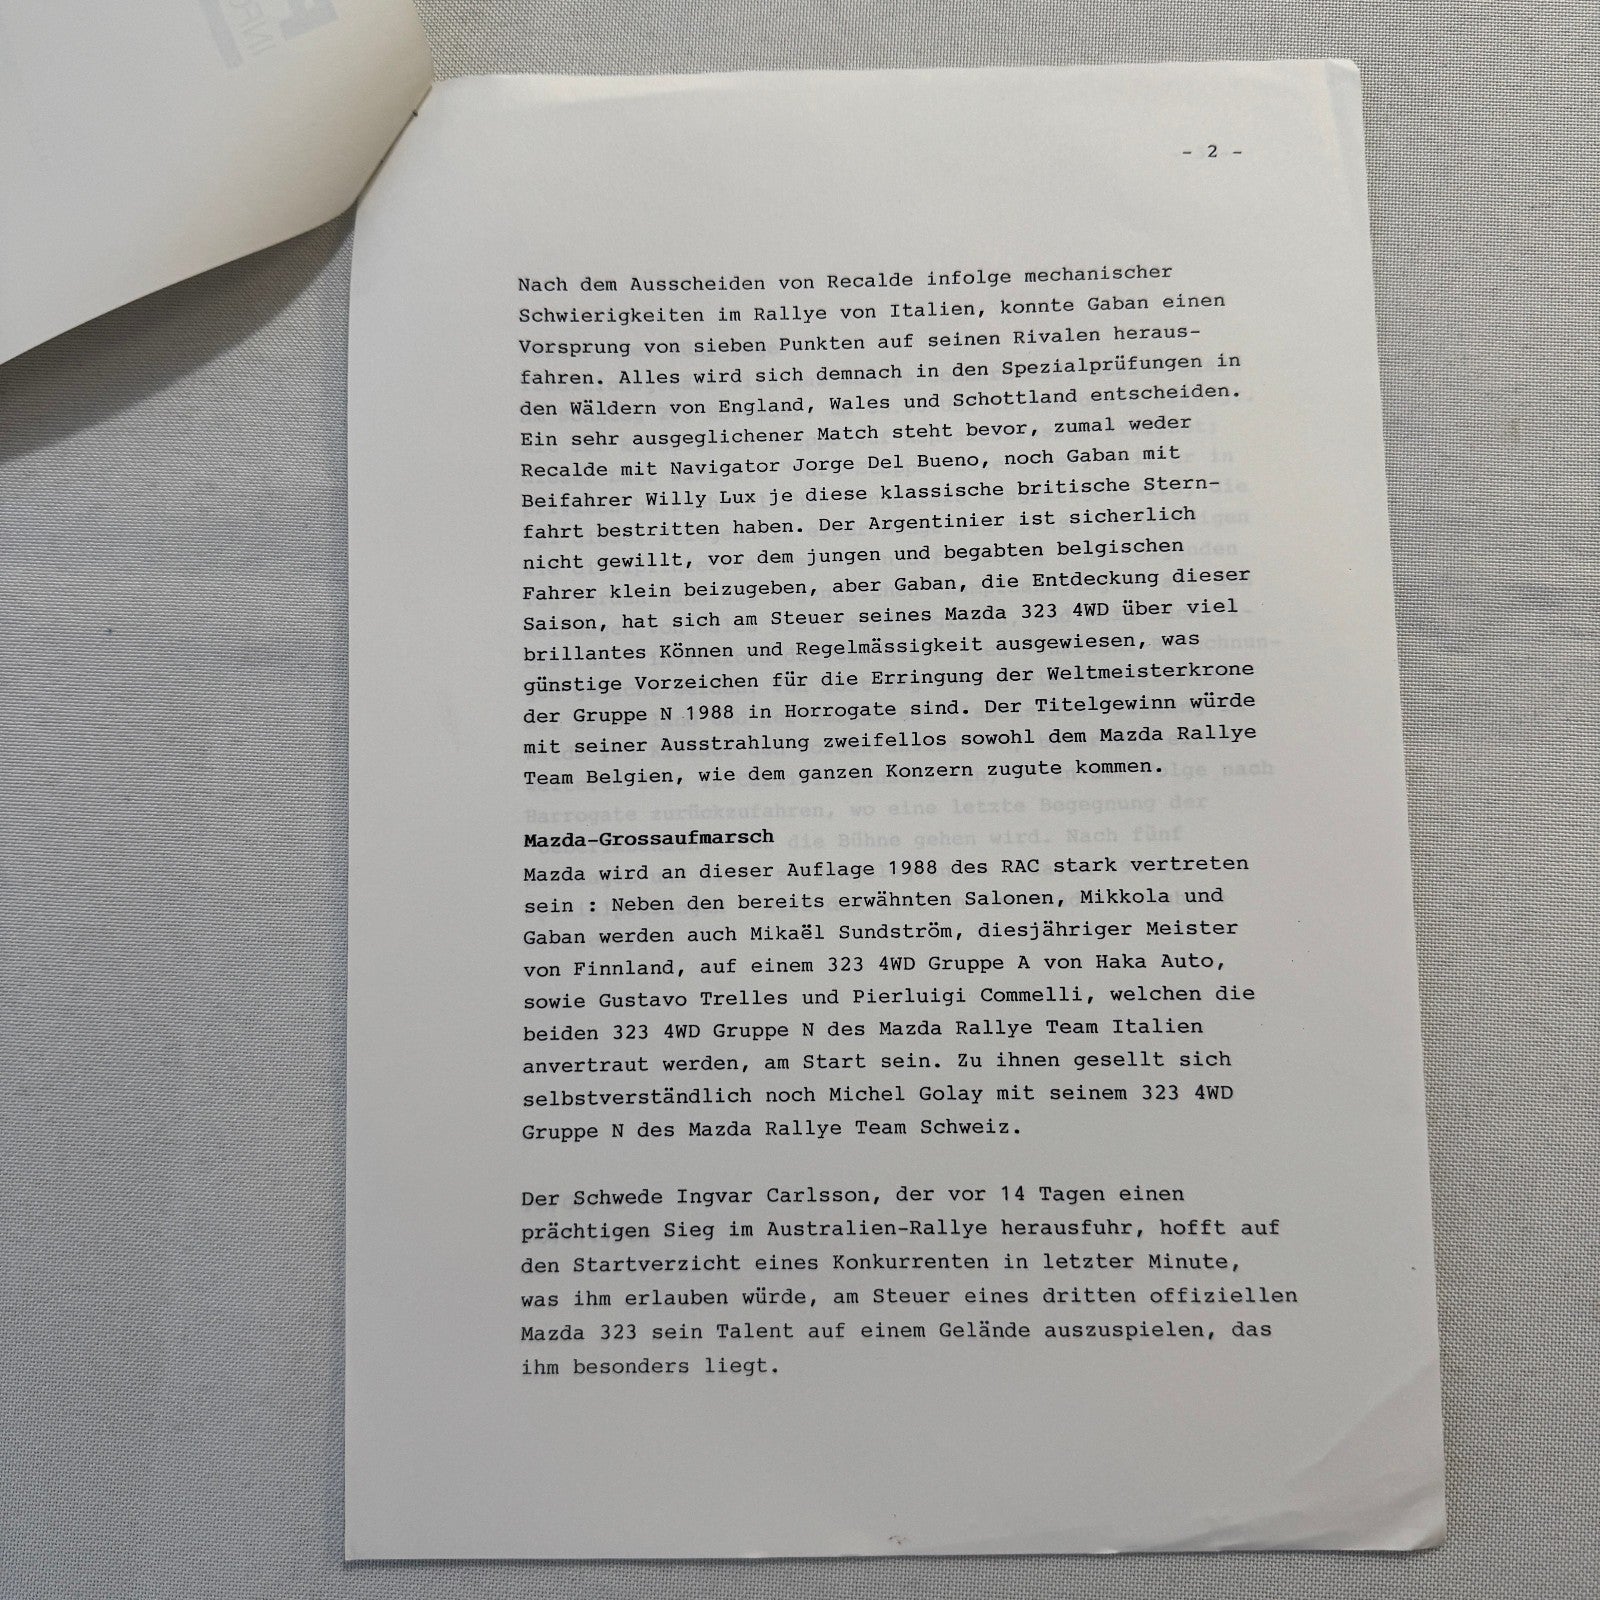 - 2 -
Nach dem Ausscheiden von Recalde infolge mechanischer
Schwierigkeiten im Rallye von Italien, konnte Gaban einen
Vorsprung von sieben Punkten auf seinen Rivalen heraus-
fahren. Alles wird sich demnach in den Spezialprüfungen in
den Wäldern von England, Wales und Schottland entscheiden.
Ein sehr ausgeglichener Match steht bevor, zumal weder
Recalde mit Navigator Jorge Del Bueno, noch Gaban mit
Beifahrer Willy Lux je diese klassische britische Stern-
fahrt bestritten haben. Der Argentinier ist sicherlich
nicht gewillt, vor dem jungen und begabten belgischen
Fahrer klein beizugeben, aber Gaban, die Entdeckung dieser
Saison, hat sich am Steuer seines Mazda 323 4WD über viel
brillantes Können und Regelmässigkeit ausgewiesen, was
günstige Vorzeichen für die Erringung der Weltmeisterkrone
der Gruppe N 1988 in Horrogate sind. Der Titelgewinn würde
mit seiner Ausstrahlung zweifellos sowohl dem Mazda Rallye
Team Belgien, wie dem ganzen Konzern zugute kommen.
Mazda-Grossaufmarsch
Mazda wird an dieser Auflage 1988 des RAC stark vertreten
sein : Neben den bereits erwähnten Salonen, Mikkola und
Gaban werden auch Mikaël Sundström, diesjähriger Meister
von Finnland, auf einem 323 4WD Gruppe A von Haka Auto,
sowie Gustavo Trelles und Pierluigi Commelli, welchen die
beiden 323 4WD Gruppe N des Mazda Rallye Team Italien
anvertraut werden, am Start sein. Zu ihnen gesellt sich
selbstverständlich noch Michel Golay mit seinem 323 4WD
Gruppe N des Mazda Rallye Team Schweiz.
Der Schwede Ingvar Carlsson, der vor 14 Tagen einen
prächtigen Sieg im Australien-Rallye herausfuhr, hofft auf
den Startverzicht eines Konkurrenten in letzter Minute,
was ihm erlauben würde, am Steuer eines dritten offiziellen
Mazda 323 sein Talent auf einem Gelände auszuspielen, das
ihm besonders liegt.